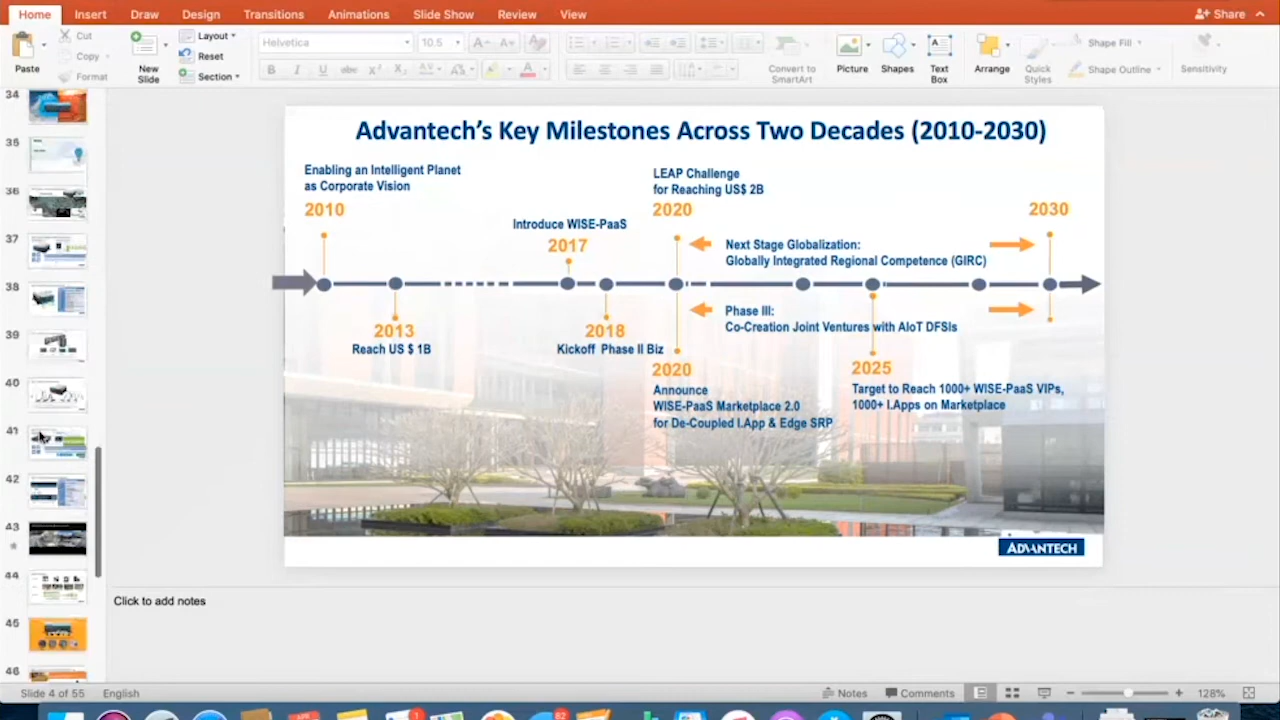 Home Insert Draw Design Transitions Animations Slide Show Review View Share
Paste
Cut
Copy
Format
New
Slide
Layout
Reset
Section
Helvetica
10.5
Convert to
SmartArt
Picture
Shapes
Text
Box
Arrange
Quick
Styles
Shape Fill
Shape Outline
Sensitivity
34
35
36
37
38
39
40
41
42
43
44
45
46
Advantech's Key Milestones Across Two Decades (2010-2030)
Enabling an Intelligent Planet
as Corporate Vision
2010
Introduce WISE-PaaS
2017
LEAP Challenge
for Reaching US$ 2B
2020
2030
Next Stage Globalization:
Globally Integrated Regional Competence (GIRC)
Phase III:
Co-Creation Joint Ventures with AIoT DFSIs
2013
Reach US $ 1B
2018
Kickoff Phase II Biz
2020
Announce
WISE-PaaS Marketplace 2.0
for De-Coupled I.App & Edge SRP
2025
Target to Reach 1000+ WISE-PaaS VIPs,
1000+ I.Apps on Marketplace
ADVANTECH
Click to add notes
Slide 4 of 55 English Notes Comments 128%